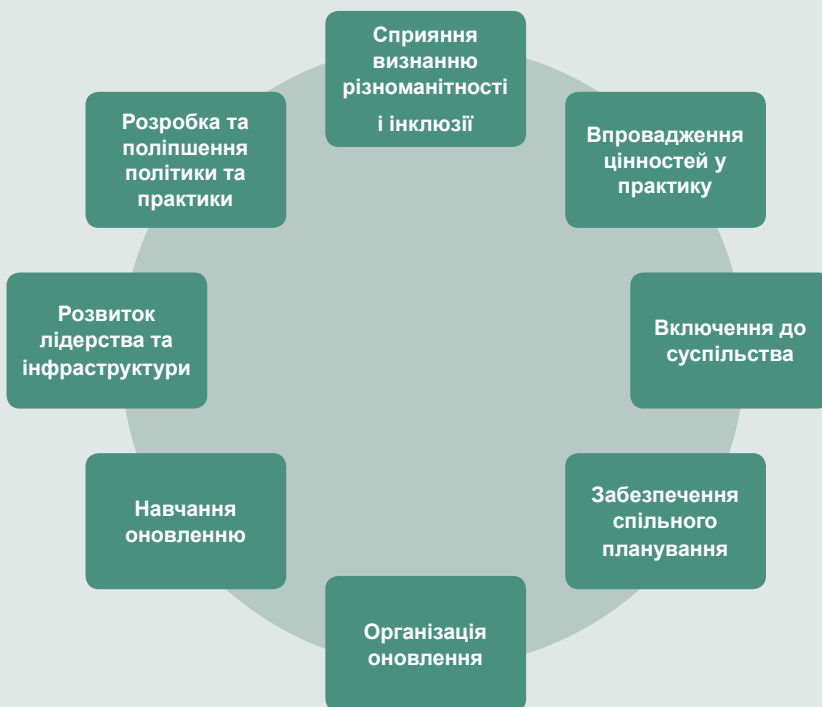 Сприяння
визнанню
різноманітності
і інклюзії
Впровадження
цінностей у
практику
Включення до
суспільства
Забезпечення
спільного
планування
Організація
оновлення
Навчання
оновленню
Розвиток
лідерства та
інфраструктури
Розробка та
поліпшення
політики та
практики